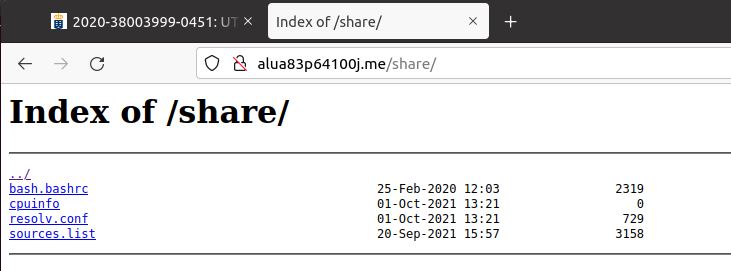 2020-38003999-0451: UT
Index of /share/
alua83p64100j.me/share/
Index of /share/
../
bash.bashrc 25-Feb-2020 12:03 2319
cpuinfo 01-Oct-2021 13:21 0
resolv.conf 01-Oct-2021 13:21 729
sources.list 20-Sep-2021 15:57 3158